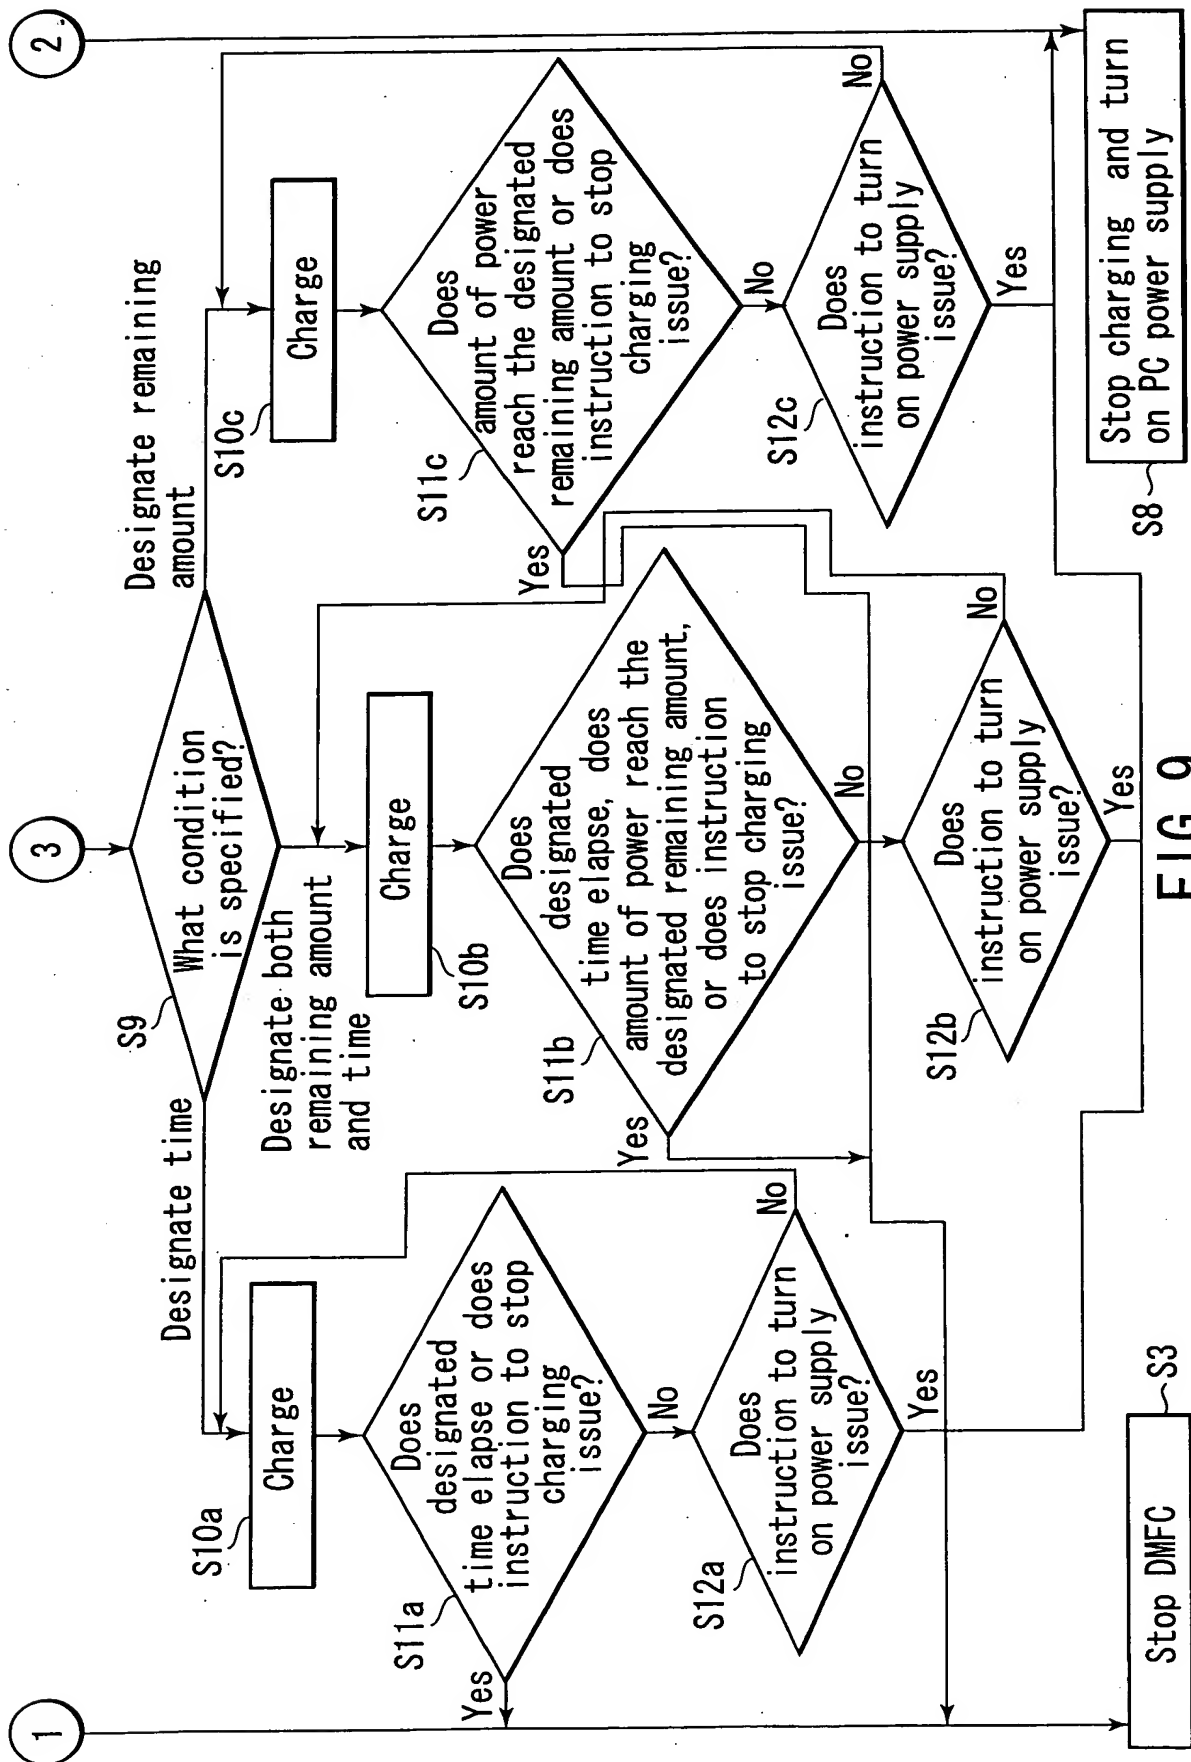 1
3
2
S9
What condition
is specified?
Designate time
Designate both
remaining amount
and time
Designate remaining
amount
S10a
Charge
S10b
Charge
S10c
Charge
S11a
Does
designated
time elapse or does
instruction to stop
charging
issue?
Yes
No
S11b
Does
designated
time elapse, does
amount of power reach the
designated remaining amount,
or does instruction
to stop charging
issue?
Yes
No
S11c
Does
amount of power
reach the designated
remaining amount or does
instruction to stop
charging
issue?
Yes
No
S12a
Does
instruction to turn
on power supply
issue?
No
Yes
S12b
Does
instruction to turn
on power supply
issue?
No
Yes
S12c
Does
instruction to turn
on power supply
issue?
No
Yes
Stop DMFC
S3
S8
Stop charging and turn
on PC power supply
FIG. 9